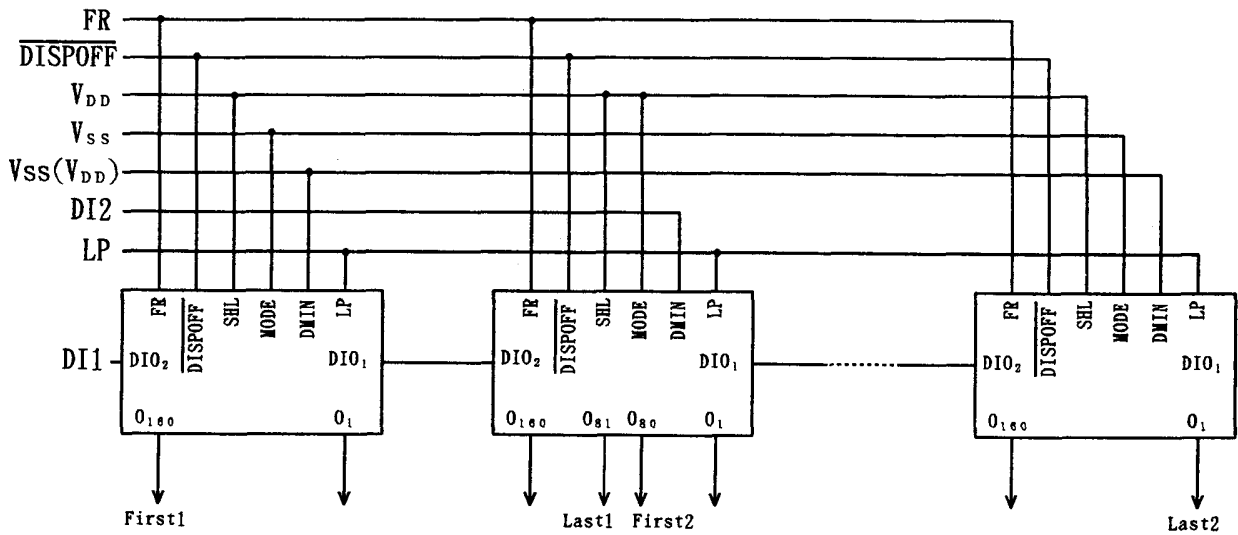 FR
DISPOFF
VDD
VSS
VSS(VDD)
DI2
LP
FR
DISPOFF
SHL
MODE
DMIN
LP
FR
DISPOFF
SHL
MODE
DMIN
LP
FR
DISPOFF
SHL
MODE
DMIN
LP
DI1
DIO2
DIO1
DIO2
DIO1
DIO2
DIO1
O160
O1
O160
O81
O80
O1
O160
O1
First1
Last1
First2
Last2